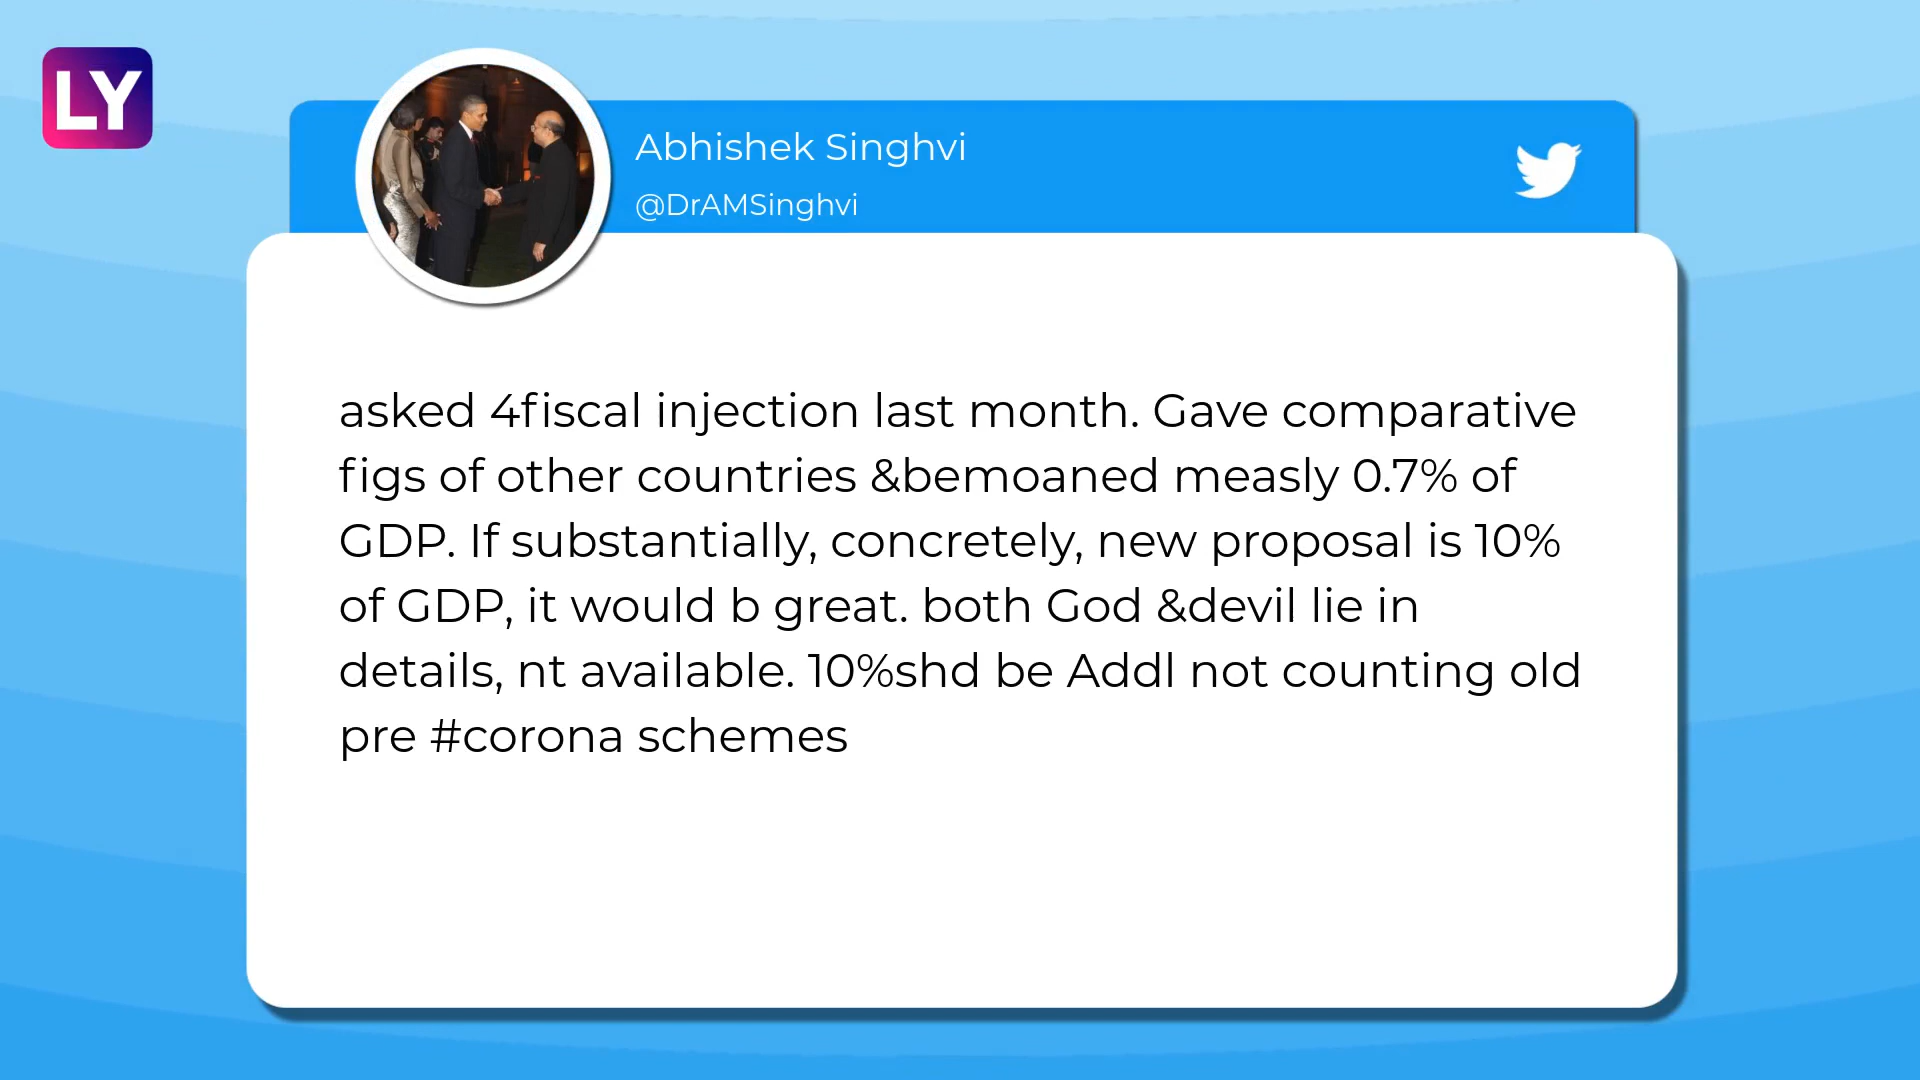 LY
Abhishek Singhvi
@DrAMSinghvi
asked 4fiscal injection last month. Gave comparative
figs of other countries &bemoaned measly 0.7% of
GDP. If substantially, concretely, new proposal is 10%
of GDP, it would b great. both God &devil lie in
details, nt available. 10%shd be Addl not counting old
pre #corona schemes